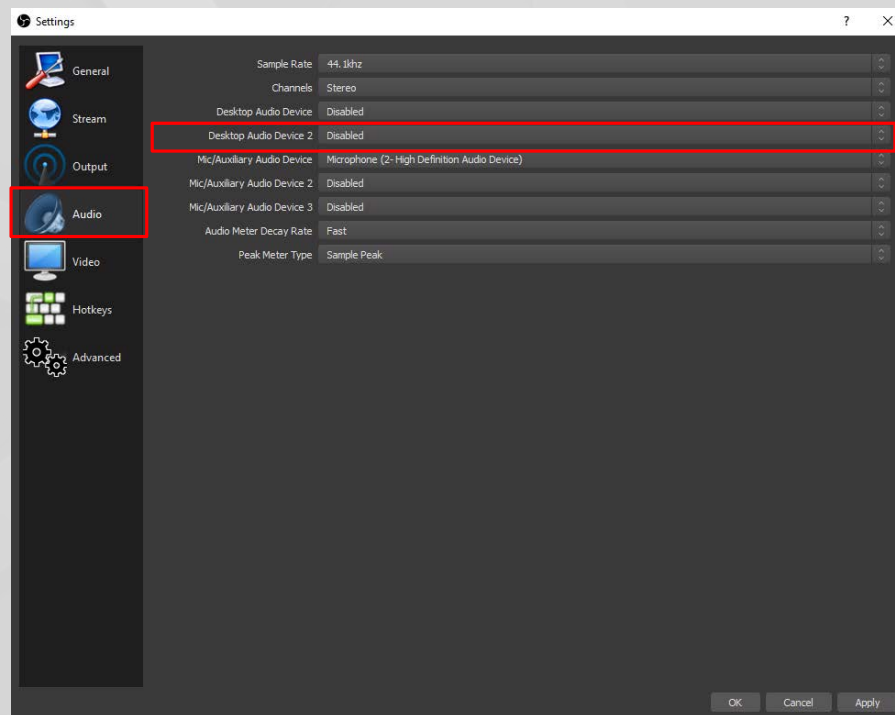 Settings
? X
General
Stream
Output
Audio
Video
Hotkeys
Advanced
Sample Rate 44.1khz
Channels Stereo
Desktop Audio Device Disabled
Desktop Audio Device 2 Disabled
Mic/Auxiliary Audio Device Microphone (2- High Definition Audio Device)
Mic/Auxiliary Audio Device 2 Disabled
Mic/Auxiliary Audio Device 3 Disabled
Audio Meter Decay Rate Fast
Peak Meter Type Sample Peak
OK Cancel Apply